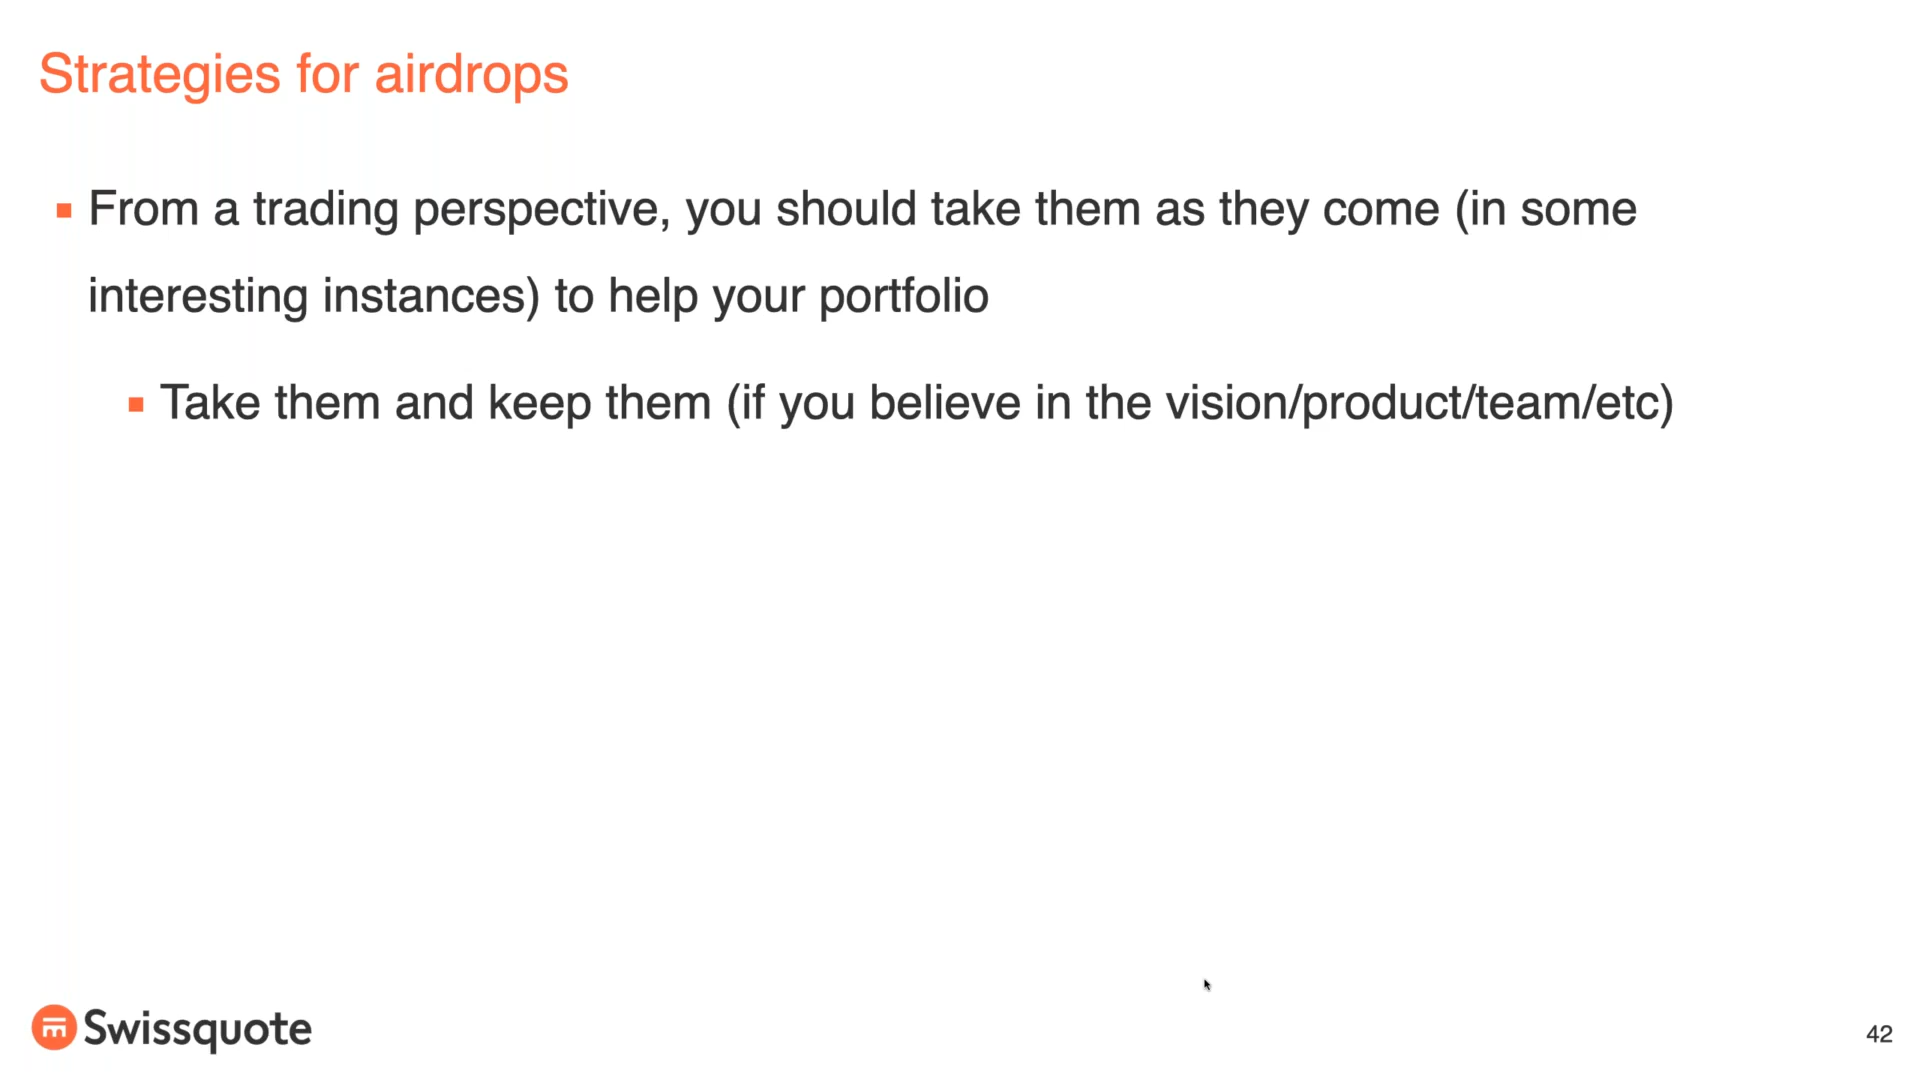 Strategies for airdrops
From a trading perspective, you should take them as they come (in some
interesting instances) to help your portfolio
Take them and keep them (if you believe in the vision/product/team/etc)
Swissquote
42